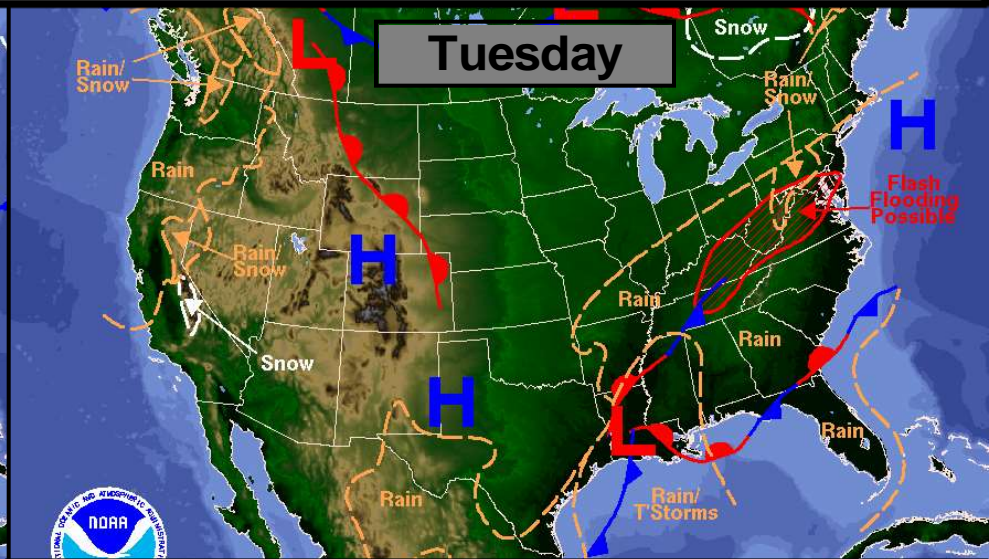 Tuesday
Snow
Rain/
Snow
Rain/
Snow
H
L
Rain
Flash
Flooding
Possible
Rain/
Snow
H
Rain
Rain
Snow
H
L
Rain
Rain
Rain/
T'Storms
NOAA